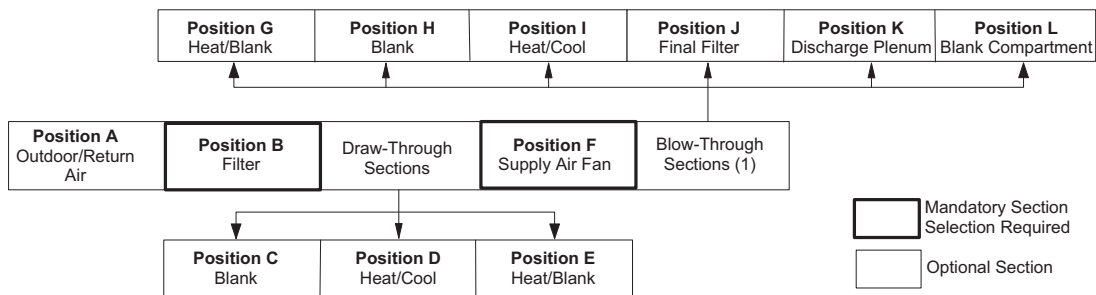 Position G
Heat/Blank
Position H
Blank
Position I
Heat/Cool
Position J
Final Filter
Position K
Discharge Plenum
Position L
Blank Compartment
Position A
Outdoor/Return
Air
Position B
Filter
Draw-Through
Sections
Position F
Supply Air Fan
Blow-Through
Sections (1)
Mandatory Section
Selection Required
Position C
Blank
Position D
Heat/Cool
Position E
Heat/Blank
Optional Section